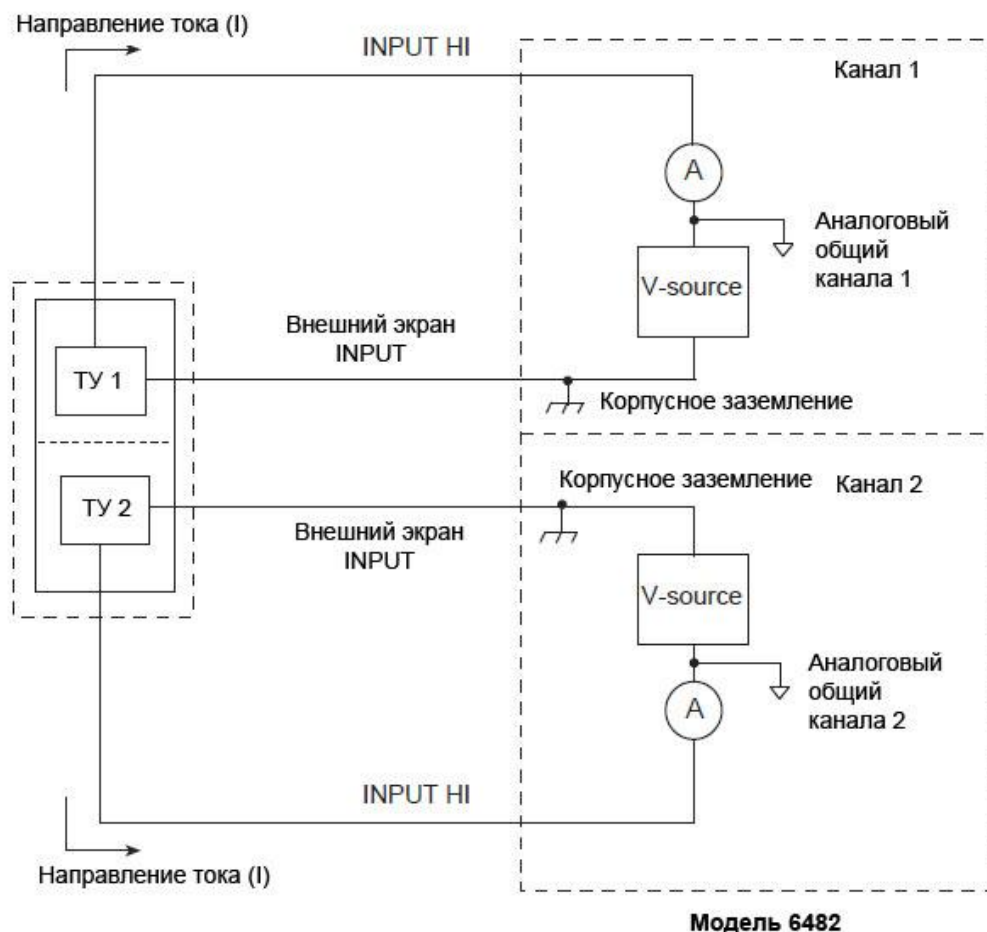 Направление тока (I)
INPUT HI
Канал 1
A
Аналоговый
общий
канала 1
V-source
Внешний экран
INPUT
ТУ 1
Корпусное заземление
Корпусное заземление
Канал 2
ТУ 2
Внешний экран
INPUT
V-source
Аналоговый
общий
канала 2
A
INPUT HI
Направление тока (I)
Модель 6482